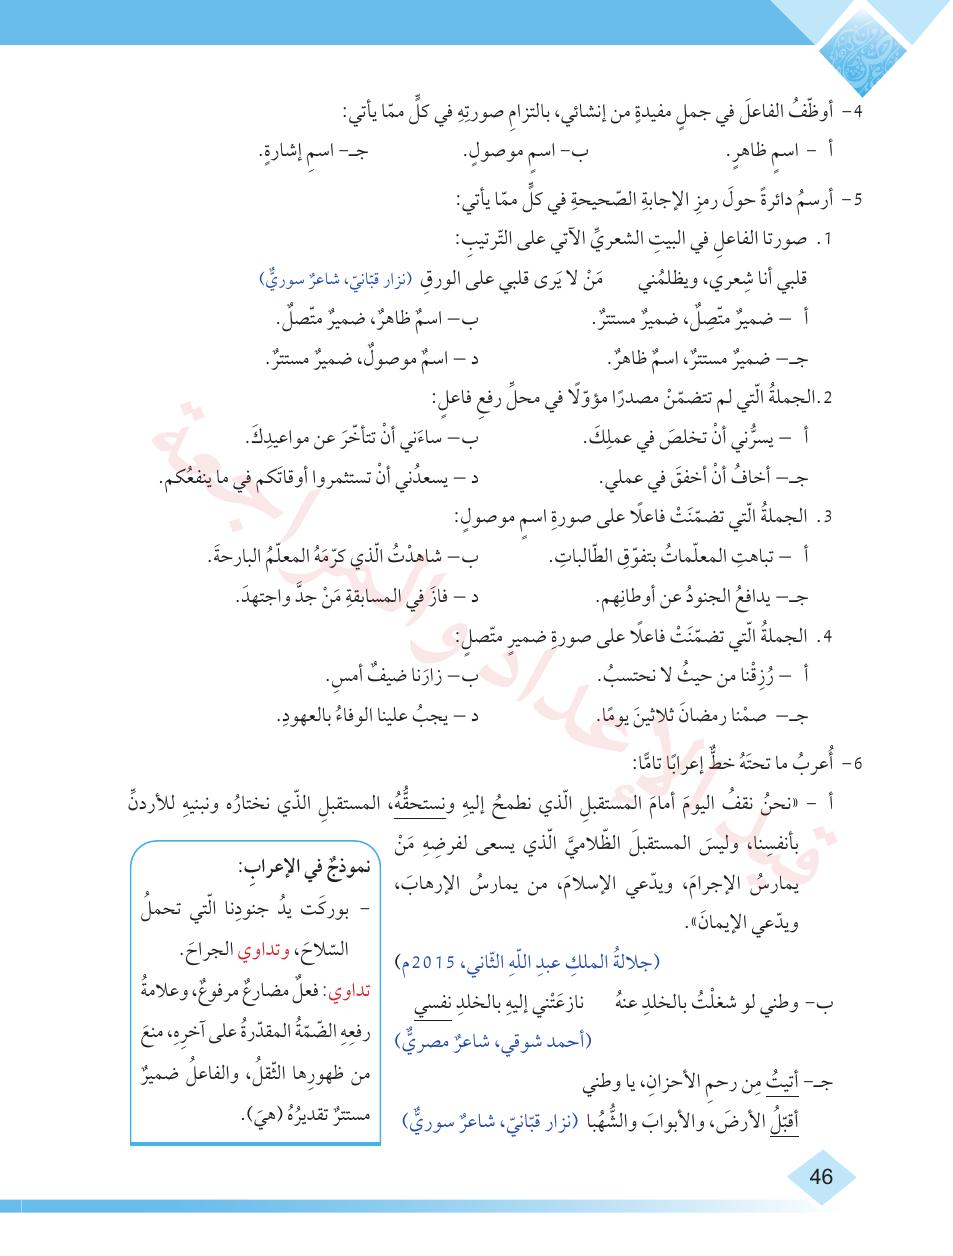 4- أوظّفُ الفاعلَ في جملٍ مفيدةٍ من إنشائي، بالتزامِ صورتِهِ في كلٍّ ممّا يأتي:
أ - اسمٍ ظاهرٍ. ب- اسمٍ موصولٍ. جـ- اسمِ إشارةٍ.
5- أرسمُ دائرةً حولَ رمزِ الإجابةِ الصّحيحةِ في كلٍّ ممّا يأتي:
1. صورتا الفاعلِ في البيتِ الشعريِّ الآتي على التّرتيبِ:
قلبي أنا شِعري، ويظلمُني مَنْ لا يَرى قلبي على الورقِ (نزار قبّانيّ، شاعرٌ سوريٌّ)
أ – ضميرٌ متّصِلٌ، ضميرٌ مستترٌ. ب– اسمٌ ظاهرٌ، ضميرٌ متّصلٌ.
جـ– ضميرٌ مستترٌ، اسمٌ ظاهرٌ. د – اسمٌ موصولٌ، ضميرٌ مستترٌ.
2.الجملةُ الّتي لم تتضمّنْ مصدرًا مؤوّلًا في محلِّ رفعِ فاعلٍ:
أ – يسرُّني أنْ تخلصَ في عملِكَ. ب– ساءَني أنْ تتأخّرَ عن مواعيدِكَ.
جـ– أخافُ أنْ أخفقَ في عملي. د – يسعدُني أنْ تستثمروا أوقاتَكم في ما ينفعُكم.
3. الجملةُ الّتي تضمّنَتْ فاعلًا على صورةِ اسمٍ موصولٍ:
أ – تباهتِ المعلّماتُ بتفوّقِ الطّالباتِ. ب– شاهدْتُ الّذي كرّمَهُ المعلّمُ البارحةَ.
جـ– يدافعُ الجنودُ عن أوطانِهم. د – فازَ في المسابقةِ مَنْ جدَّ واجتهدَ.
4. الجملةُ الّتي تضمّنَتْ فاعلًا على صورةِ ضميرٍ متّصلٍ:
أ – رُزِقْنا من حيثُ لا نحتسبُ. ب– زارَنا ضيفٌ أمسِ.
جـ– صمْنا رمضانَ ثلاثينَ يومًا. د – يجبُ علينا الوفاءُ بالعهودِ.
6- أُعربُ ما تحتَهُ خطٌّ إعرابًا تامًّا:
أ - «نحنُ نقفُ اليومَ أمامَ المستقبلِ الّذي نطمحُ إليهِ ونستحقُّهُ، المستقبلِ الّذي نختارُه ونبنيهِ للأردنِّ
بأنفسِنا، وليسَ المستقبلَ الظّلاميَّ الّذي يسعى لفرضِهِ مَنْ
يمارسُ الإجرامَ، ويدّعي الإسلامَ، من يمارسُ الإرهابَ،
ويدّعي الإيمانَ».
(جلالةُ الملكِ عبدِ اللّهِ الثّاني، 2015م)
ب- وطني لو شغلْتُ بالخلدِ عنهُ نازعَتْني إليهِ بالخلدِ نفسي
(أحمد شوقي، شاعرٌ مصريٌّ)
جـ- أتيتُ مِن رحمِ الأحزانِ، يا وطني
أقبّلُ الأرضَ، والأبوابَ والشُّهُبا (نزار قبّانيّ، شاعرٌ سوريٌّ)
نموذجٌ في الإعرابِ:
- بوركَت يدُ جنودِنا الّتي تحملُ
السّلاحَ، وتداوي الجراحَ.
تداوي: فعلٌ مضارعٌ مرفوعٌ، وعلامةُ
رفعِهِ الضّمّةُ المقدّرةُ على آخرِهِ، منعَ
من ظهورِها الثّقلُ، والفاعلُ ضميرٌ
مستترٌ تقديرُهُ (هيَ).
قيد الإعداد والمراجعة
46